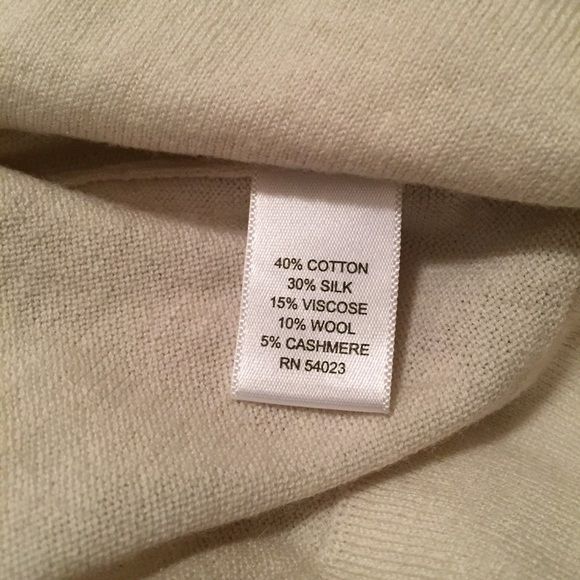 40% COTTON
30% SILK
15% VISCOSE
10% WOOL
5% CASHMERE
RN 54023